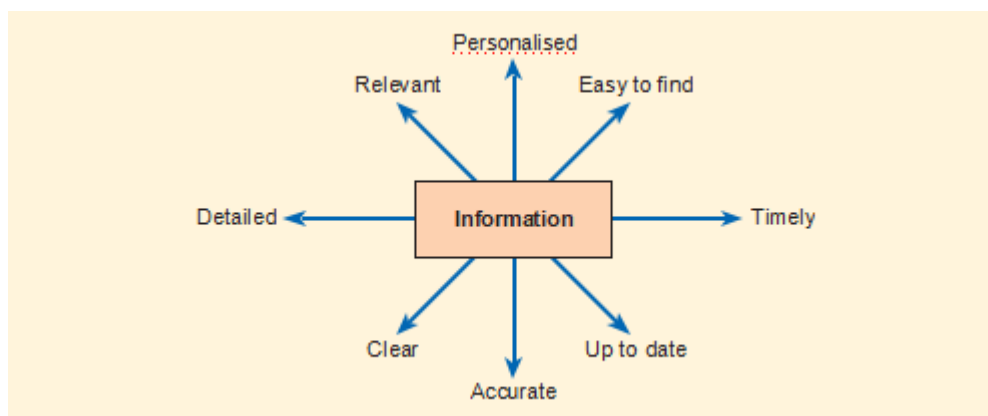 Personalised
Relevant
Easy to find
Detailed
Information
Timely
Clear
Up to date
Accurate